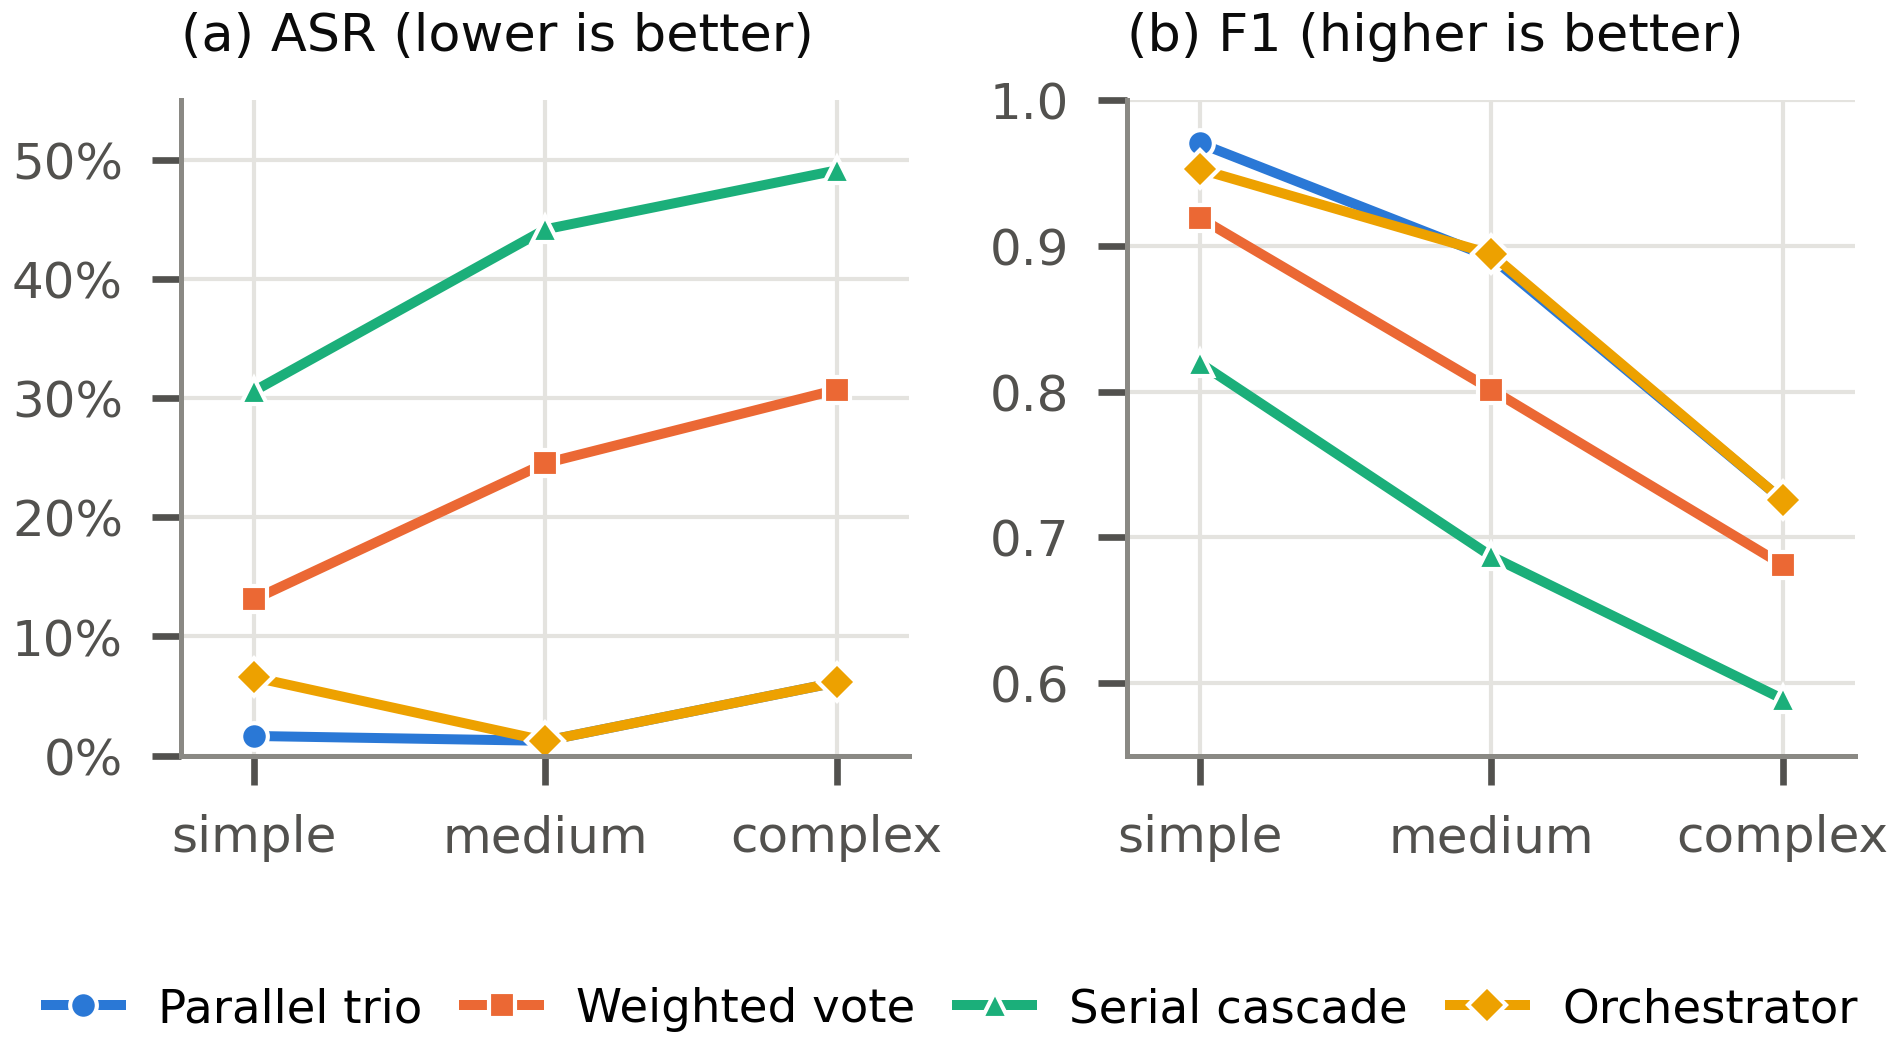 (a) ASR (lower is better)
50%
40%
30%
20%
10%
0%
simple medium complex
(b) F1 (higher is better)
1.0
0.9
0.8
0.7
0.6
simple medium complex
Parallel trio Weighted vote Serial cascade Orchestrator